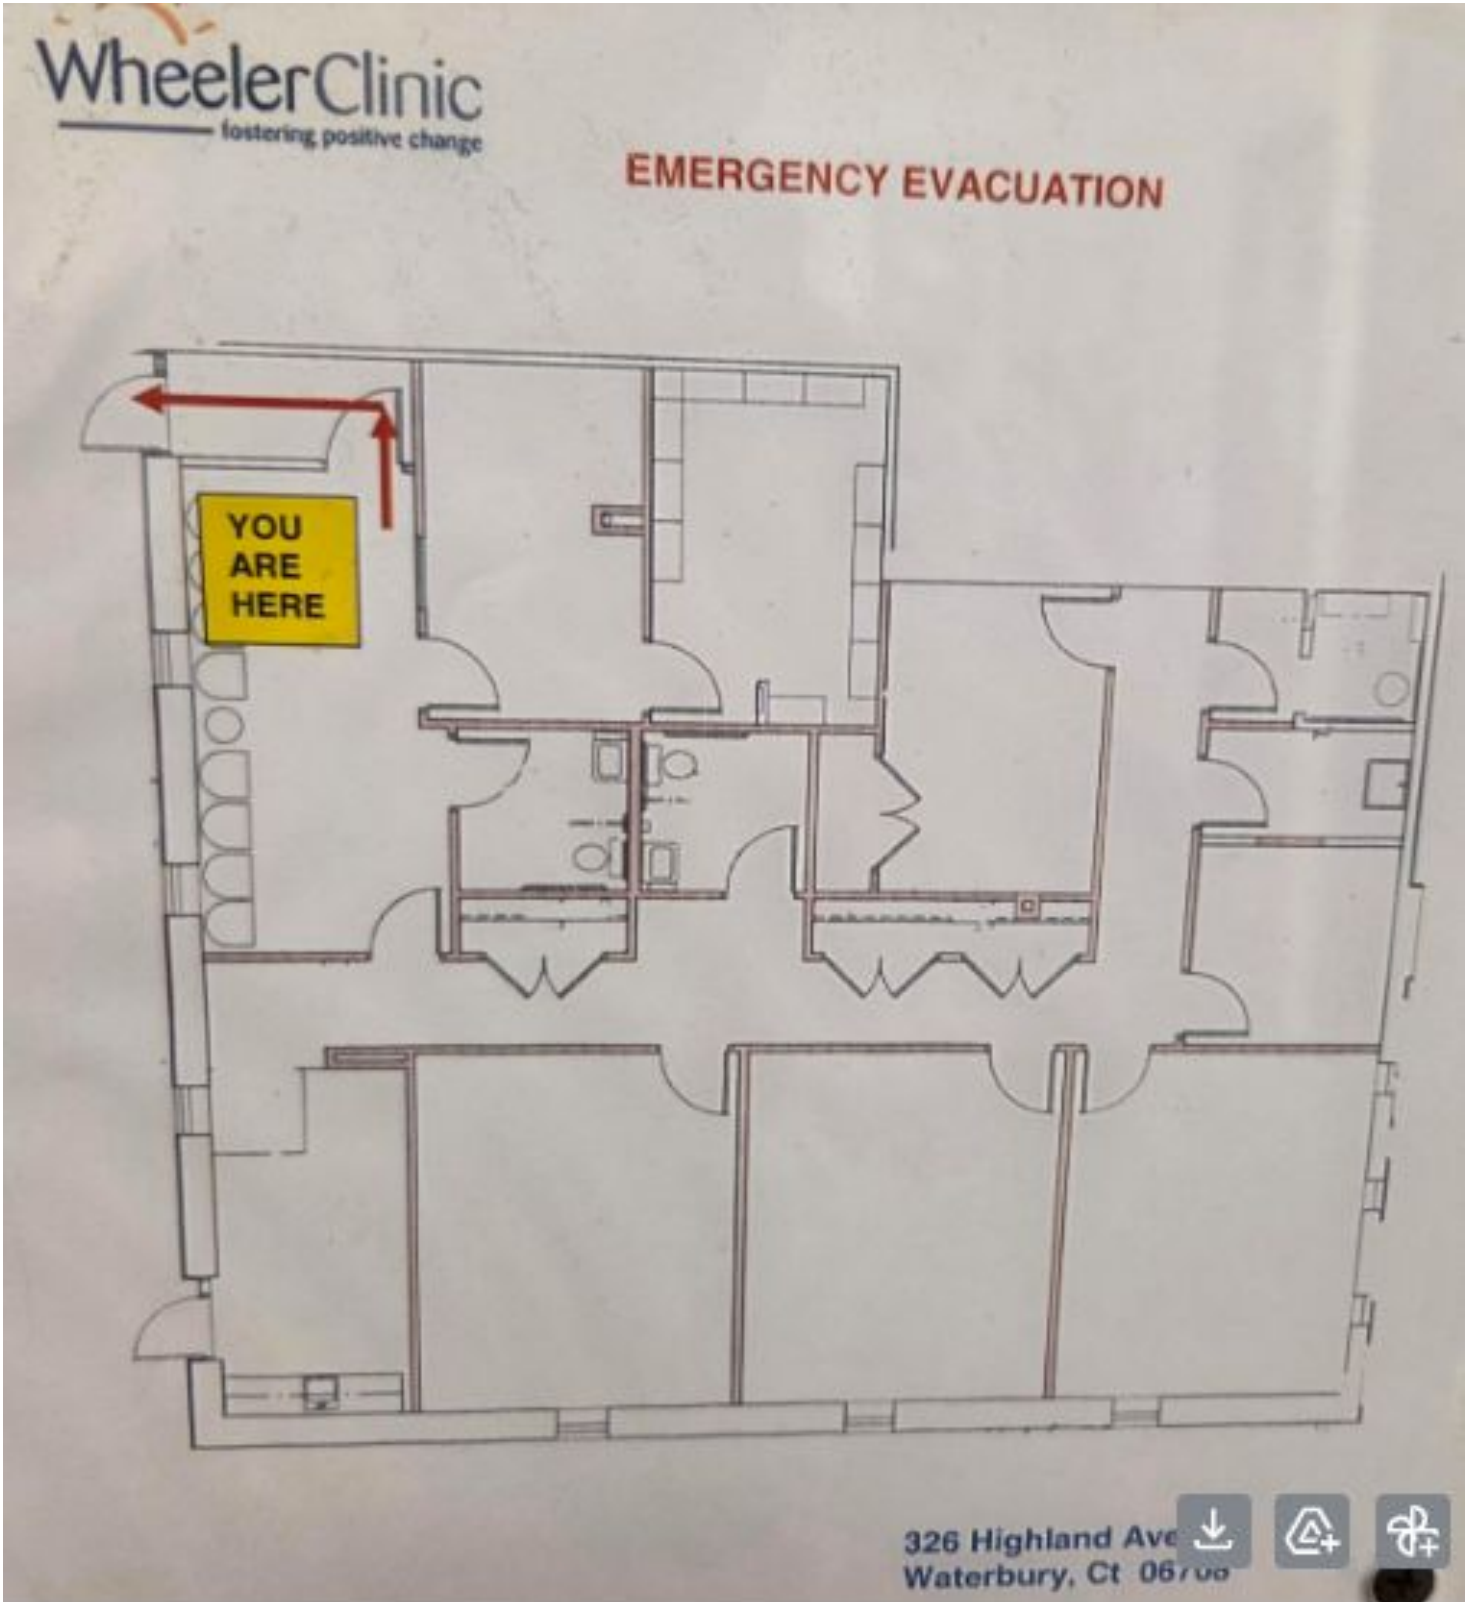 WheelerClinic
fostering positive change
EMERGENCY EVACUATION
YOU
ARE
HERE
326 Highland Ave
Waterbury, Ct